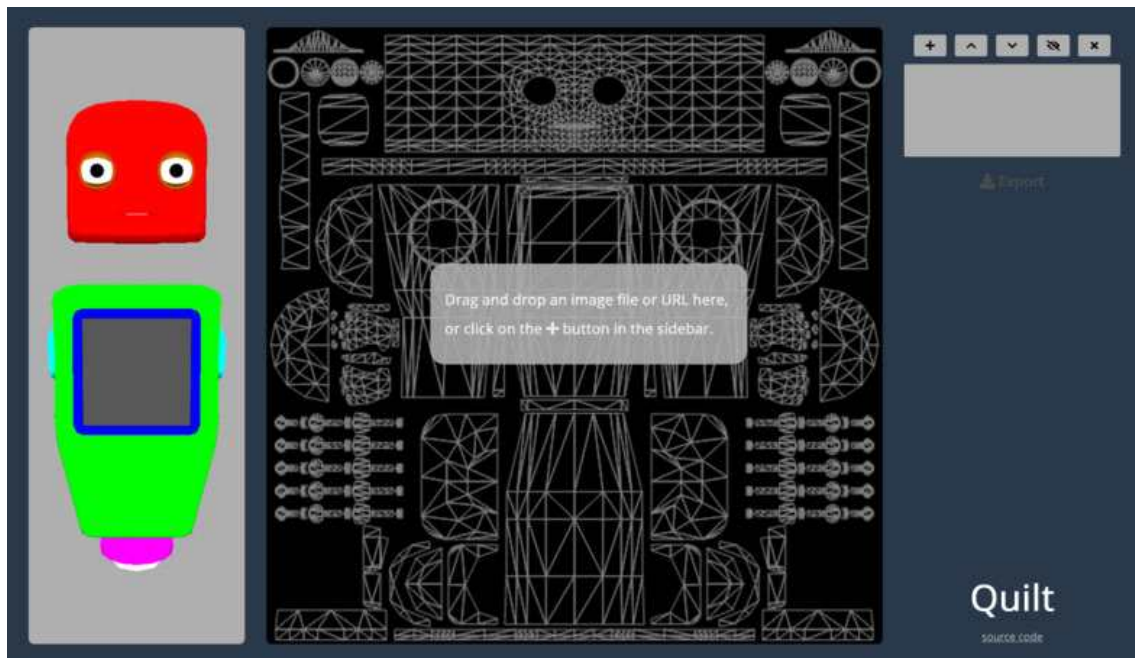 Drag and drop an image file or URL here,
or click on the + button in the sidebar.
Export
Quilt
source code